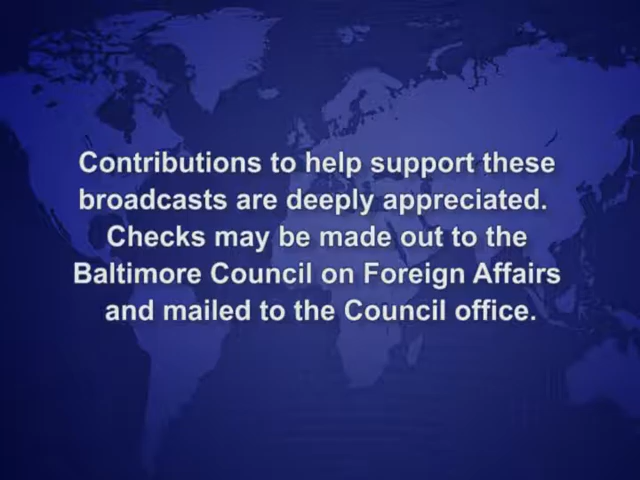 Contributions to help support these
broadcasts are deeply appreciated.
Checks may be made out to the
Baltimore Council on Foreign Affairs
and mailed to the Council office.